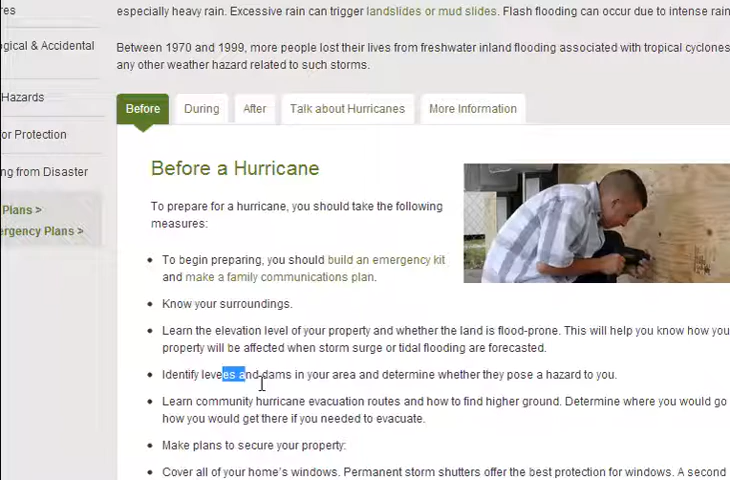 especially heavy rain. Excessive rain can trigger landslides or mud slides. Flash flooding can occur due to intense rain
Between 1970 and 1999, more people lost their lives from freshwater inland flooding associated with tropical cyclones
any other weather hazard related to such storms.
res
ogical & Accidental
Hazards
or Protection
ng from Disaster
Plans >
ergency Plans >
Before During After Talk about Hurricanes More Information
Before a Hurricane
To prepare for a hurricane, you should take the following
measures:
• To begin preparing, you should build an emergency kit
and make a family communications plan.
• Know your surroundings.
• Learn the elevation level of your property and whether the land is flood-prone. This will help you know how you
property will be affected when storm surge or tidal flooding are forecasted.
• Identify levees and dams in your area and determine whether they pose a hazard to you.
• Learn community hurricane evacuation routes and how to find higher ground. Determine where you would go
how you would get there if you needed to evacuate.
• Make plans to secure your property:
• Cover all of your home's windows. Permanent storm shutters offer the best protection for windows. A second